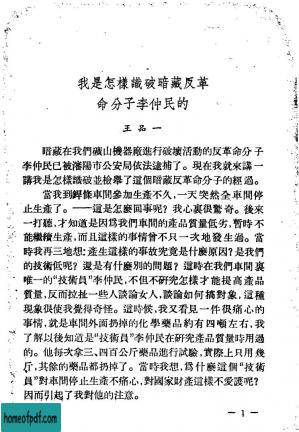 我是怎樣識破暗藏反革
命分子李仲民的
王品一
暗藏在我們礦山機器廠進行破壞活動的反革命分子
李仲民已被瀋陽市公安局依法逮捕了。現在我就來講一
講我是怎樣識破並檢舉了這個暗藏反革命分子的經過。
當我到鋅條車間參加生產不久，一天突然全車間停
止生產了。——這是怎麼回事呢？我心裏很驚奇。後來
一打聽，才知道是因爲我們車間的產品質量低劣，暫時不
能繼續生產，而且這樣的事情曾不只一次地發生過。當
時我再三地想：產生這樣的事故究竟是什麼原因？是我們
的技術低呢？還是有什麼別的問題？這時在我們車間裏
唯一的“技術員”李仲民，不但不研究怎樣才能提高產品
質量，反而拉扯一些人談論女人、談論如何搞對象，這種
現象很使我覺得奇怪。這時候，我又看見一件很痛心的
事情，就是車間外面扔掉的化學藥粉約有四噸左右，我
了解以後知道是“技術員”李仲民在研究產品質量時用過
的。他每次拿三、四百公斤藥品進行試驗，實際上只用幾
斤，其餘的藥都扔掉了。當時我想，爲什麼這個“技術
員”對車間停止生產不痛心，對國家財產這樣不愛護呢？
因而引起了我對他的注意。
— 1 —
homeofpdf.com
homeofpdf.com
homeofpdf.com